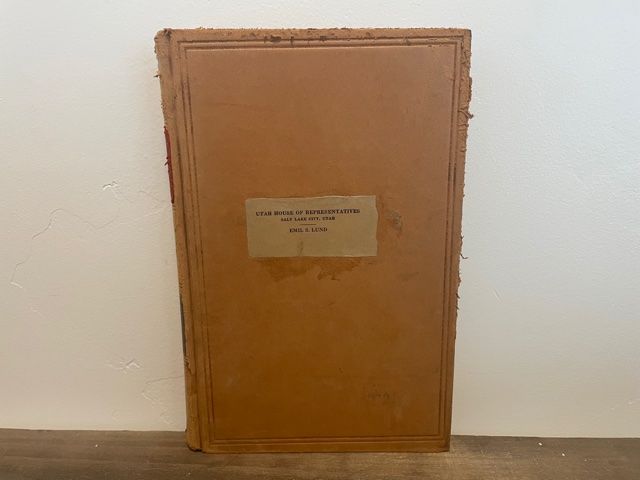 UTAH HOUSE OF REPRESENTATIVES
SALT LAKE CITY, UTAH
EMIL S. LUND